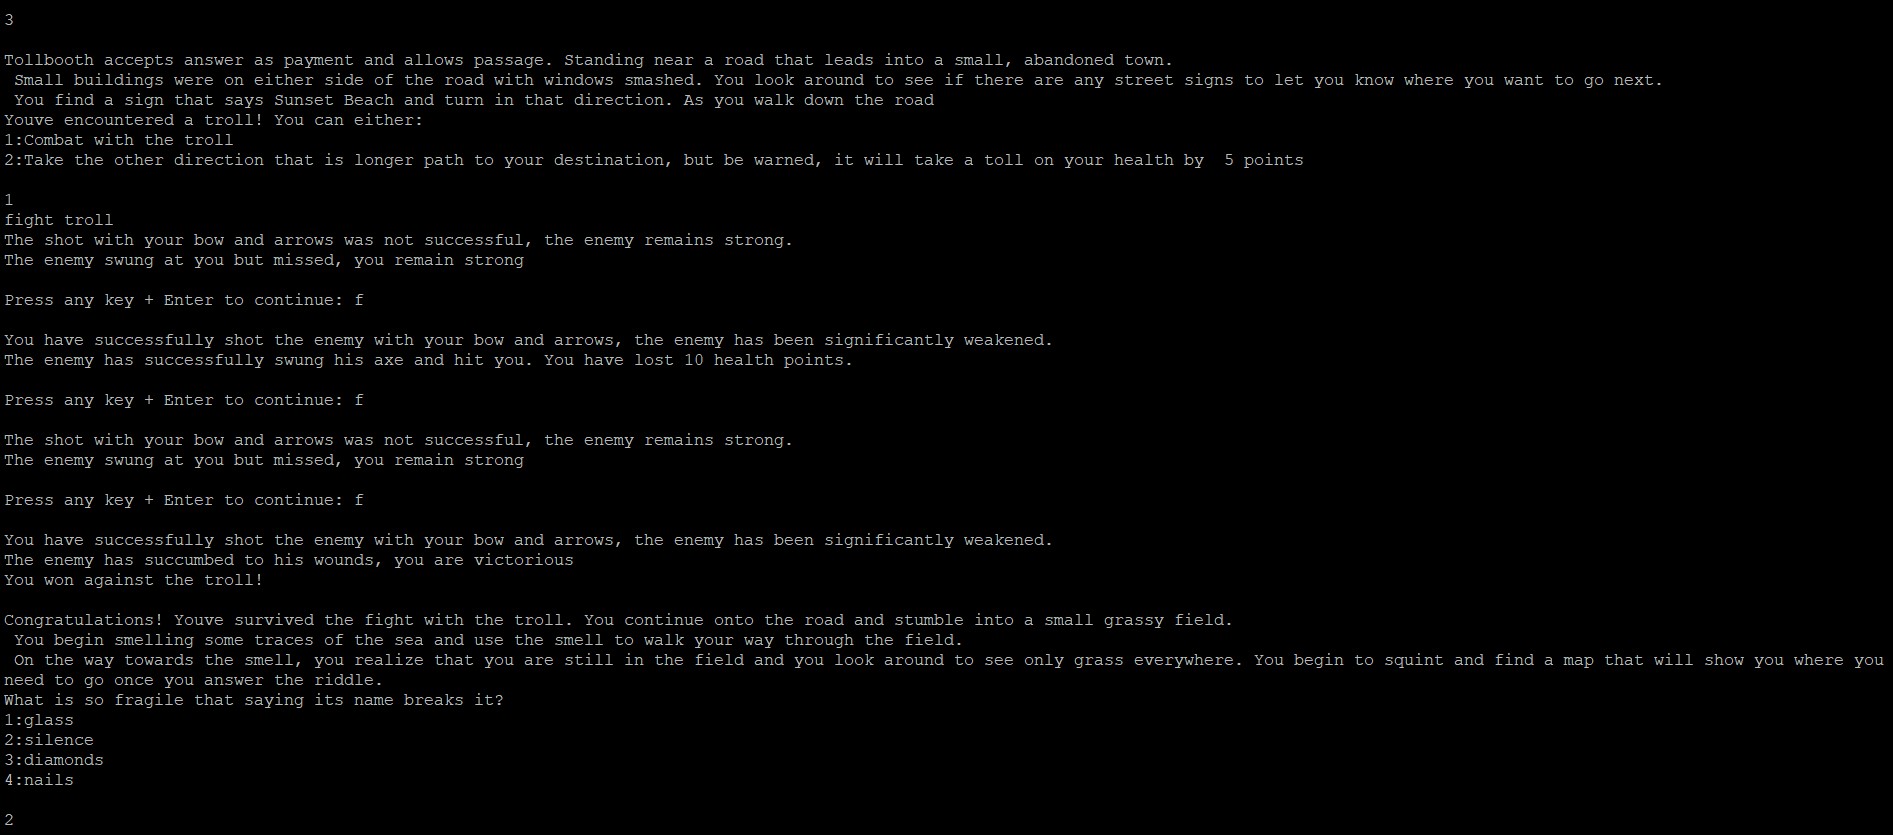 3
Tollbooth accepts answer as payment and allows passage. Standing near a road that leads into a small, abandoned town.
 Small buildings were on either side of the road with windows smashed. You look around to see if there are any street signs to let you know where you want to go next.
 You find a sign that says Sunset Beach and turn in that direction. As you walk down the road
Youve encountered a troll! You can either:
1:Combat with the troll
2:Take the other direction that is longer path to your destination, but be warned, it will take a toll on your health by  5 points
1
fight troll
The shot with your bow and arrows was not successful, the enemy remains strong.
The enemy swung at you but missed, you remain strong
Press any key + Enter to continue: f
You have successfully shot the enemy with your bow and arrows, the enemy has been significantly weakened.
The enemy has successfully swung his axe and hit you. You have lost 10 health points.
Press any key + Enter to continue: f
The shot with your bow and arrows was not successful, the enemy remains strong.
The enemy swung at you but missed, you remain strong
Press any key + Enter to continue: f
You have successfully shot the enemy with your bow and arrows, the enemy has been significantly weakened.
The enemy has succumbed to his wounds, you are victorious
You won against the troll!
Congratulations! Youve survived the fight with the troll. You continue onto the road and stumble into a small grassy field.
 You begin smelling some traces of the sea and use the smell to walk your way through the field.
 On the way towards the smell, you realize that you are still in the field and you look around to see only grass everywhere. You begin to squint and find a map that will show you where you
need to go once you answer the riddle.
What is so fragile that saying its name breaks it?
1:glass
2:silence
3:diamonds
4:nails
2